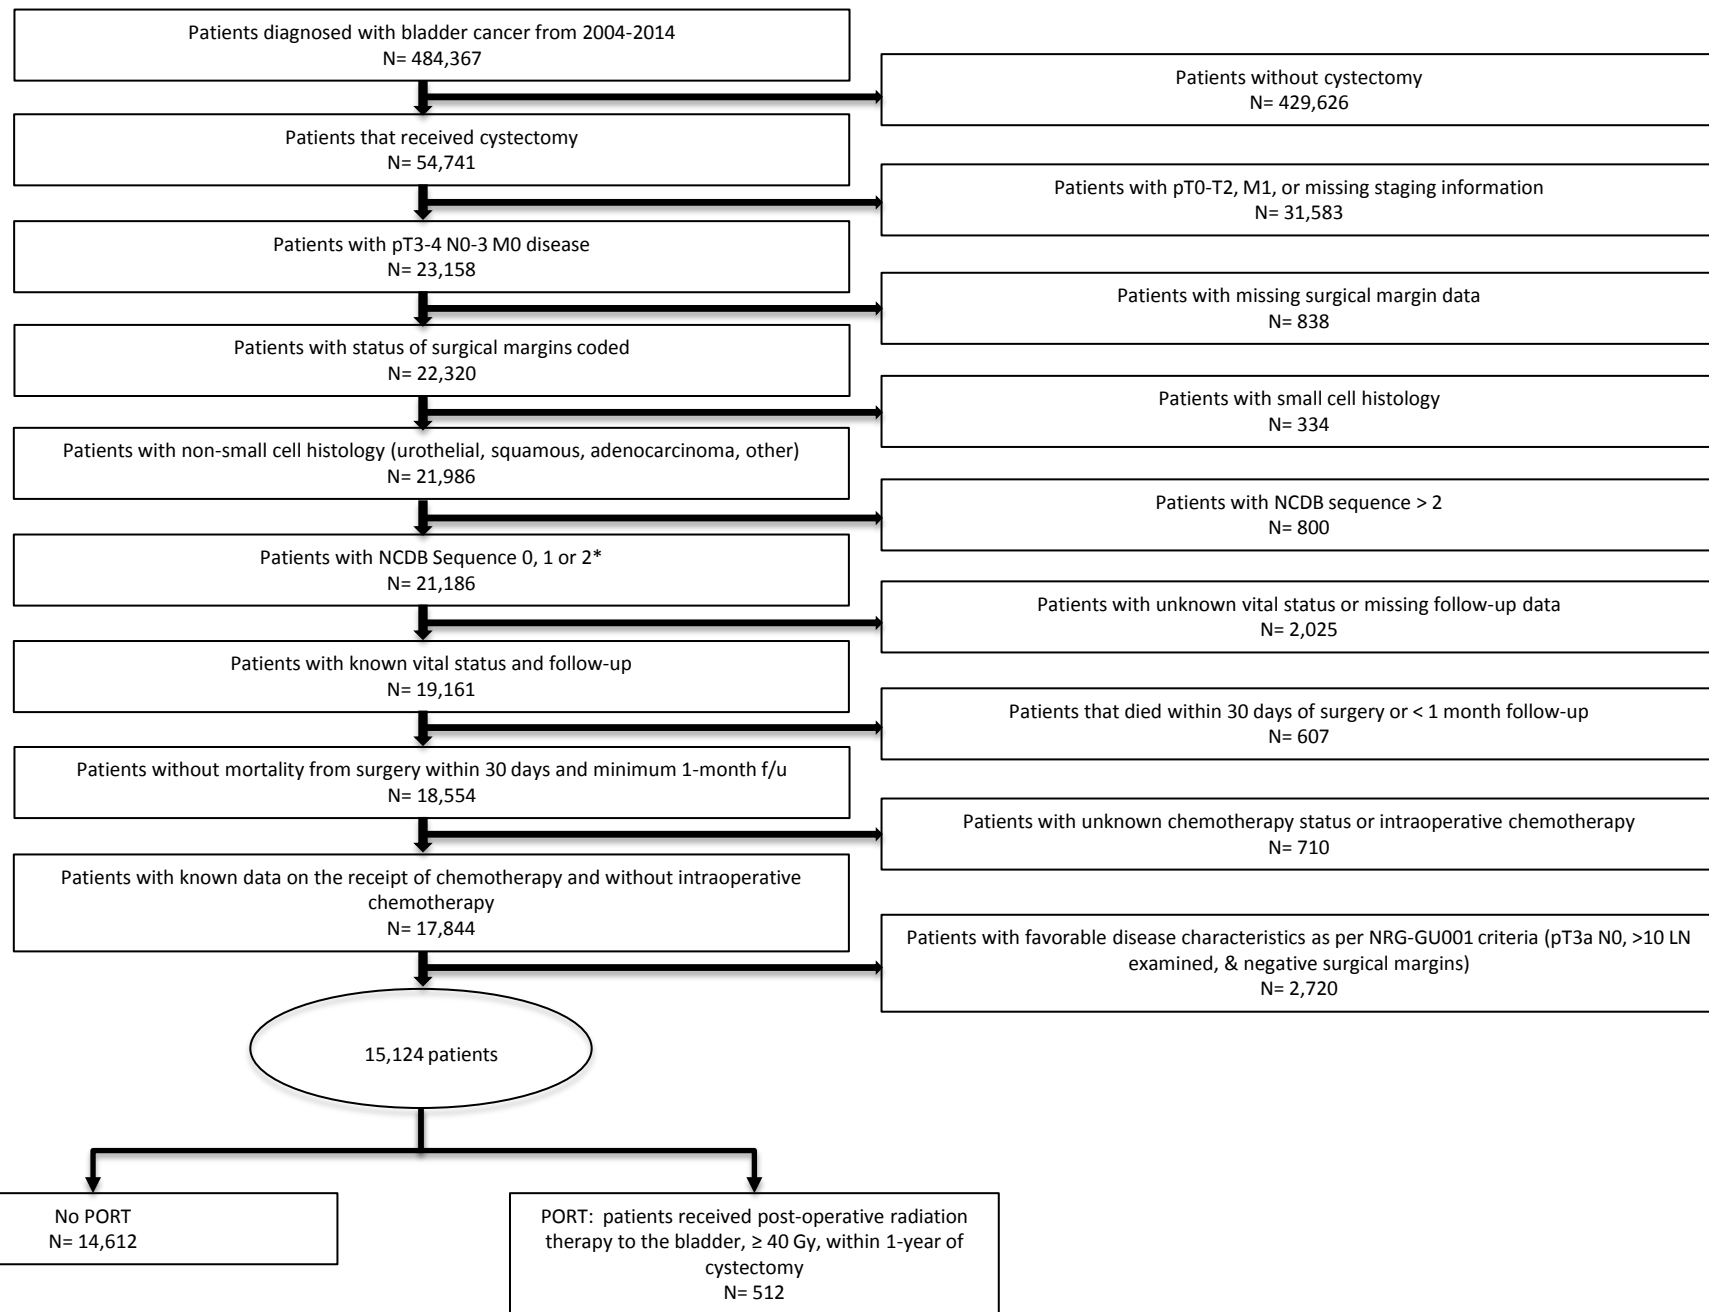 Patients diagnosed with bladder cancer from 2004-2014
N= 484,367
Patients without cystectomy
N= 429,626
Patients that received cystectomy
N= 54,741
Patients with pT0-T2, M1, or missing staging information
N= 31,583
Patients with pT3-4 N0-3 M0 disease
N= 23,158
Patients with missing surgical margin data
N= 838
Patients with status of surgical margins coded
N= 22,320
Patients with small cell histology
N= 334
Patients with non-small cell histology (urothelial, squamous, adenocarcinoma, other)
N= 21,986
Patients with NCDB sequence > 2
N= 800
Patients with NCDB Sequence 0, 1 or 2*
N= 21,186
Patients with unknown vital status or missing follow-up data
N= 2,025
Patients with known vital status and follow-up
N= 19,161
Patients that died within 30 days of surgery or < 1 month follow-up
N= 607
Patients without mortality from surgery within 30 days and minimum 1-month f/u
N= 18,554
Patients with unknown chemotherapy status or intraoperative chemotherapy
N= 710
Patients with known data on the receipt of chemotherapy and without intraoperative
chemotherapy
N= 17,844
Patients with favorable disease characteristics as per NRG-GU001 criteria (pT3a N0, >10 LN
examined, & negative surgical margins)
N= 2,720
15,124 patients
No PORT
N= 14,612
PORT: patients received post-operative radiation
therapy to the bladder, ≥ 40 Gy, within 1-year of
cystectomy
N= 512